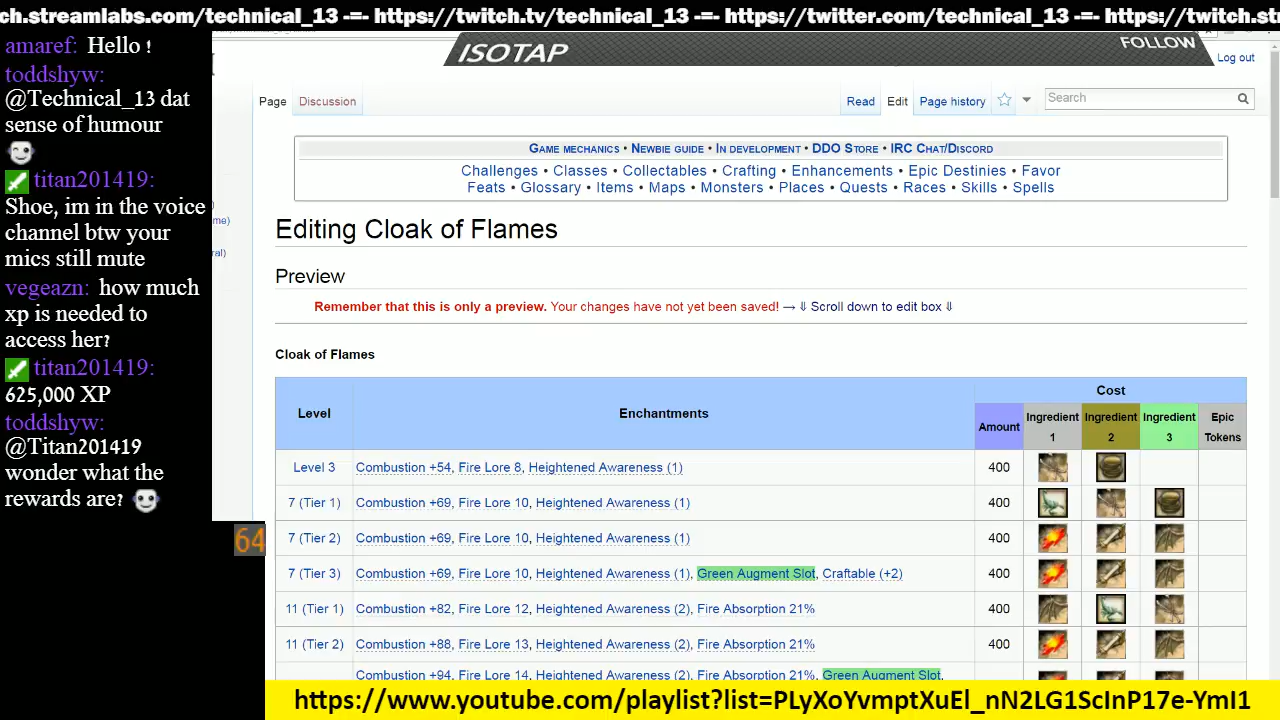 ch.streamlabs.com/technical_13 -=- https://twitch.tv/technical_13 -=- https://twitter.com/technical_13 -=- https://twitch.st
amaref: Hello !
toddshyw:
@Technical_13 dat
sense of humour
titan201419:
Shoe, im in the voice
channel btw your
mics still mute
vegeazn: how much
xp is needed to
access her?
titan201419:
625,000 XP
toddshyw:
@Titan201419
wonder what the
rewards are?
64
ISOTAP
FOLLOW
Log out
me)
ral)
Page Discussion Read Edit Page history Search
Game mechanics • Newbie guide • In development • DDO Store • IRC Chat/Discord
Challenges • Classes • Collectables • Crafting • Enhancements • Epic Destinies • Favor
Feats • Glossary • Items • Maps • Monsters • Places • Quests • Races • Skills • Spells
Editing Cloak of Flames
Preview
Remember that this is only a preview. Your changes have not yet been saved! → ⇓ Scroll down to edit box ⇓
Cloak of Flames
Level Enchantments Cost
Amount Ingredient 1 Ingredient 2 Ingredient 3 Epic Tokens
Level 3 Combustion +54, Fire Lore 8, Heightened Awareness (1) 400
7 (Tier 1) Combustion +69, Fire Lore 10, Heightened Awareness (1) 400
7 (Tier 2) Combustion +69, Fire Lore 10, Heightened Awareness (1) 400
7 (Tier 3) Combustion +69, Fire Lore 10, Heightened Awareness (1), Green Augment Slot, Craftable (+2) 400
11 (Tier 1) Combustion +82, Fire Lore 12, Heightened Awareness (2), Fire Absorption 21% 400
11 (Tier 2) Combustion +88, Fire Lore 13, Heightened Awareness (2), Fire Absorption 21% 400
Combustion +94, Fire Lore 14, Heightened Awareness (2), Fire Absorption 21%, Green Augment Slot,
https://www.youtube.com/playlist?list=PLyXoYvmptXuEl_nN2LG1ScInP17e-YmI1